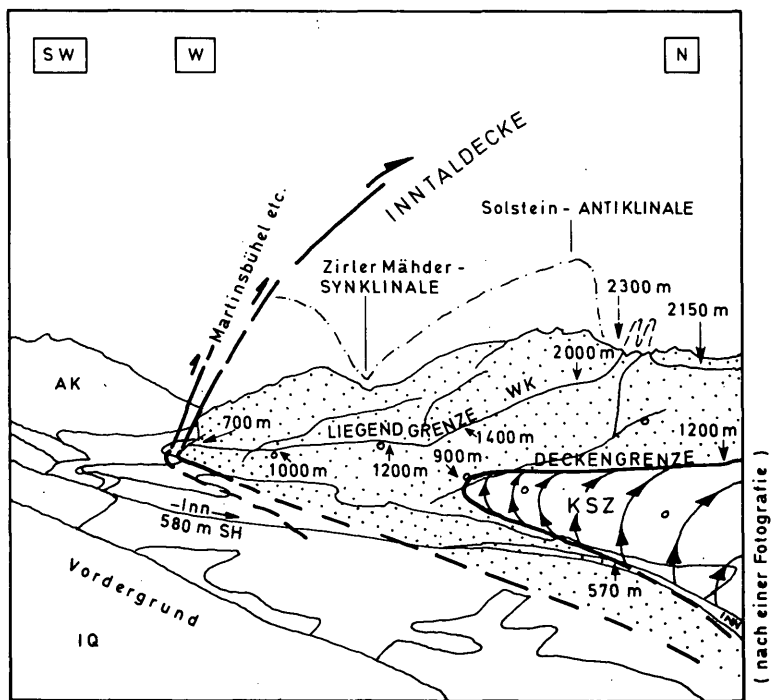 SW
W
N
INNTALDECKE
Martinsbühel etc.
Solstein - ANTIKLINALE
Zirler Mähder -
SYNKLINALE
2300 m
2150 m
2000 m
AK
WK
700 m
LIEGENDGRENZE
1400 m
1200 m
1000 m
1200 m
900 m
DECKENGRENZE
KSZ
Inn
580 m SH
570 m
INN
Vordergrund
IQ
( nach einer Fotografie )